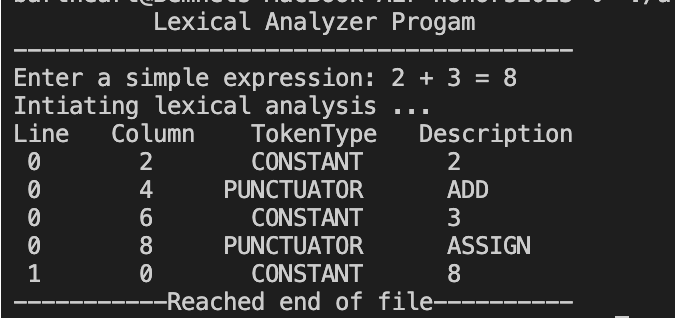 Lexical Analyzer Progam
----------------------------------------
Enter a simple expression: 2 + 3 = 8
Intiating lexical analysis ...
Line Column TokenType Description
0 2 CONSTANT 2
0 4 PUNCTUATOR ADD
0 6 CONSTANT 3
0 8 PUNCTUATOR ASSIGN
1 0 CONSTANT 8
-----------Reached end of file----------